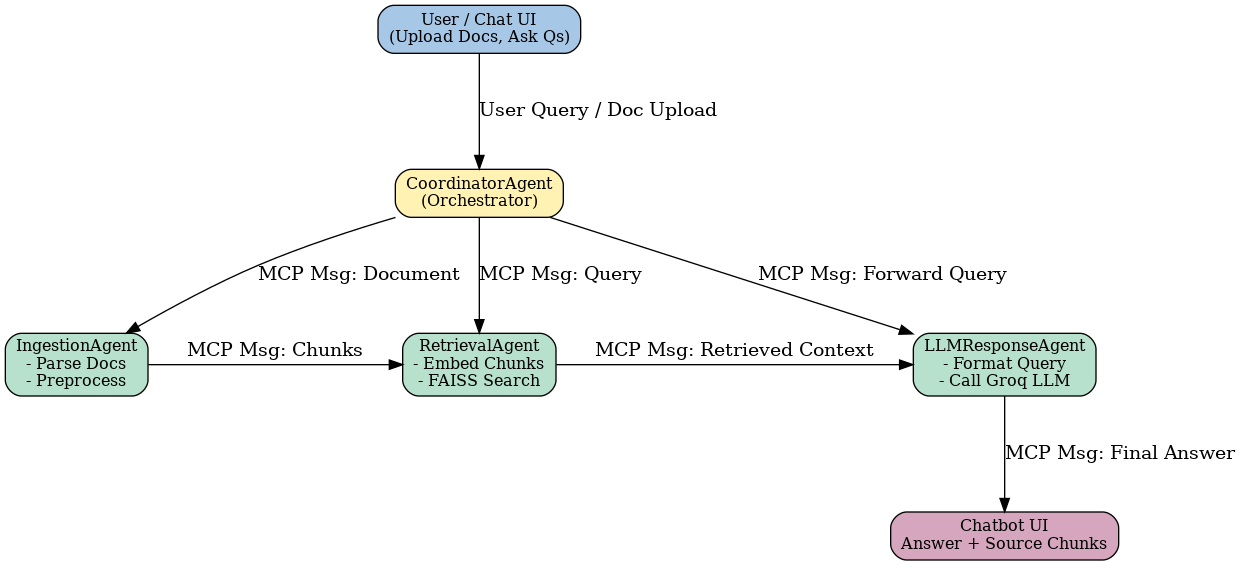 User / Chat UI
(Upload Docs, Ask Qs)
User Query / Doc Upload
CoordinatorAgent
(Orchestrator)
MCP Msg: Document
MCP Msg: Query
MCP Msg: Forward Query
IngestionAgent
- Parse Docs
- Preprocess
MCP Msg: Chunks
RetrievalAgent
- Embed Chunks
- FAISS Search
MCP Msg: Retrieved Context
LLMResponseAgent
- Format Query
- Call Groq LLM
MCP Msg: Final Answer
Chatbot UI
Answer + Source Chunks